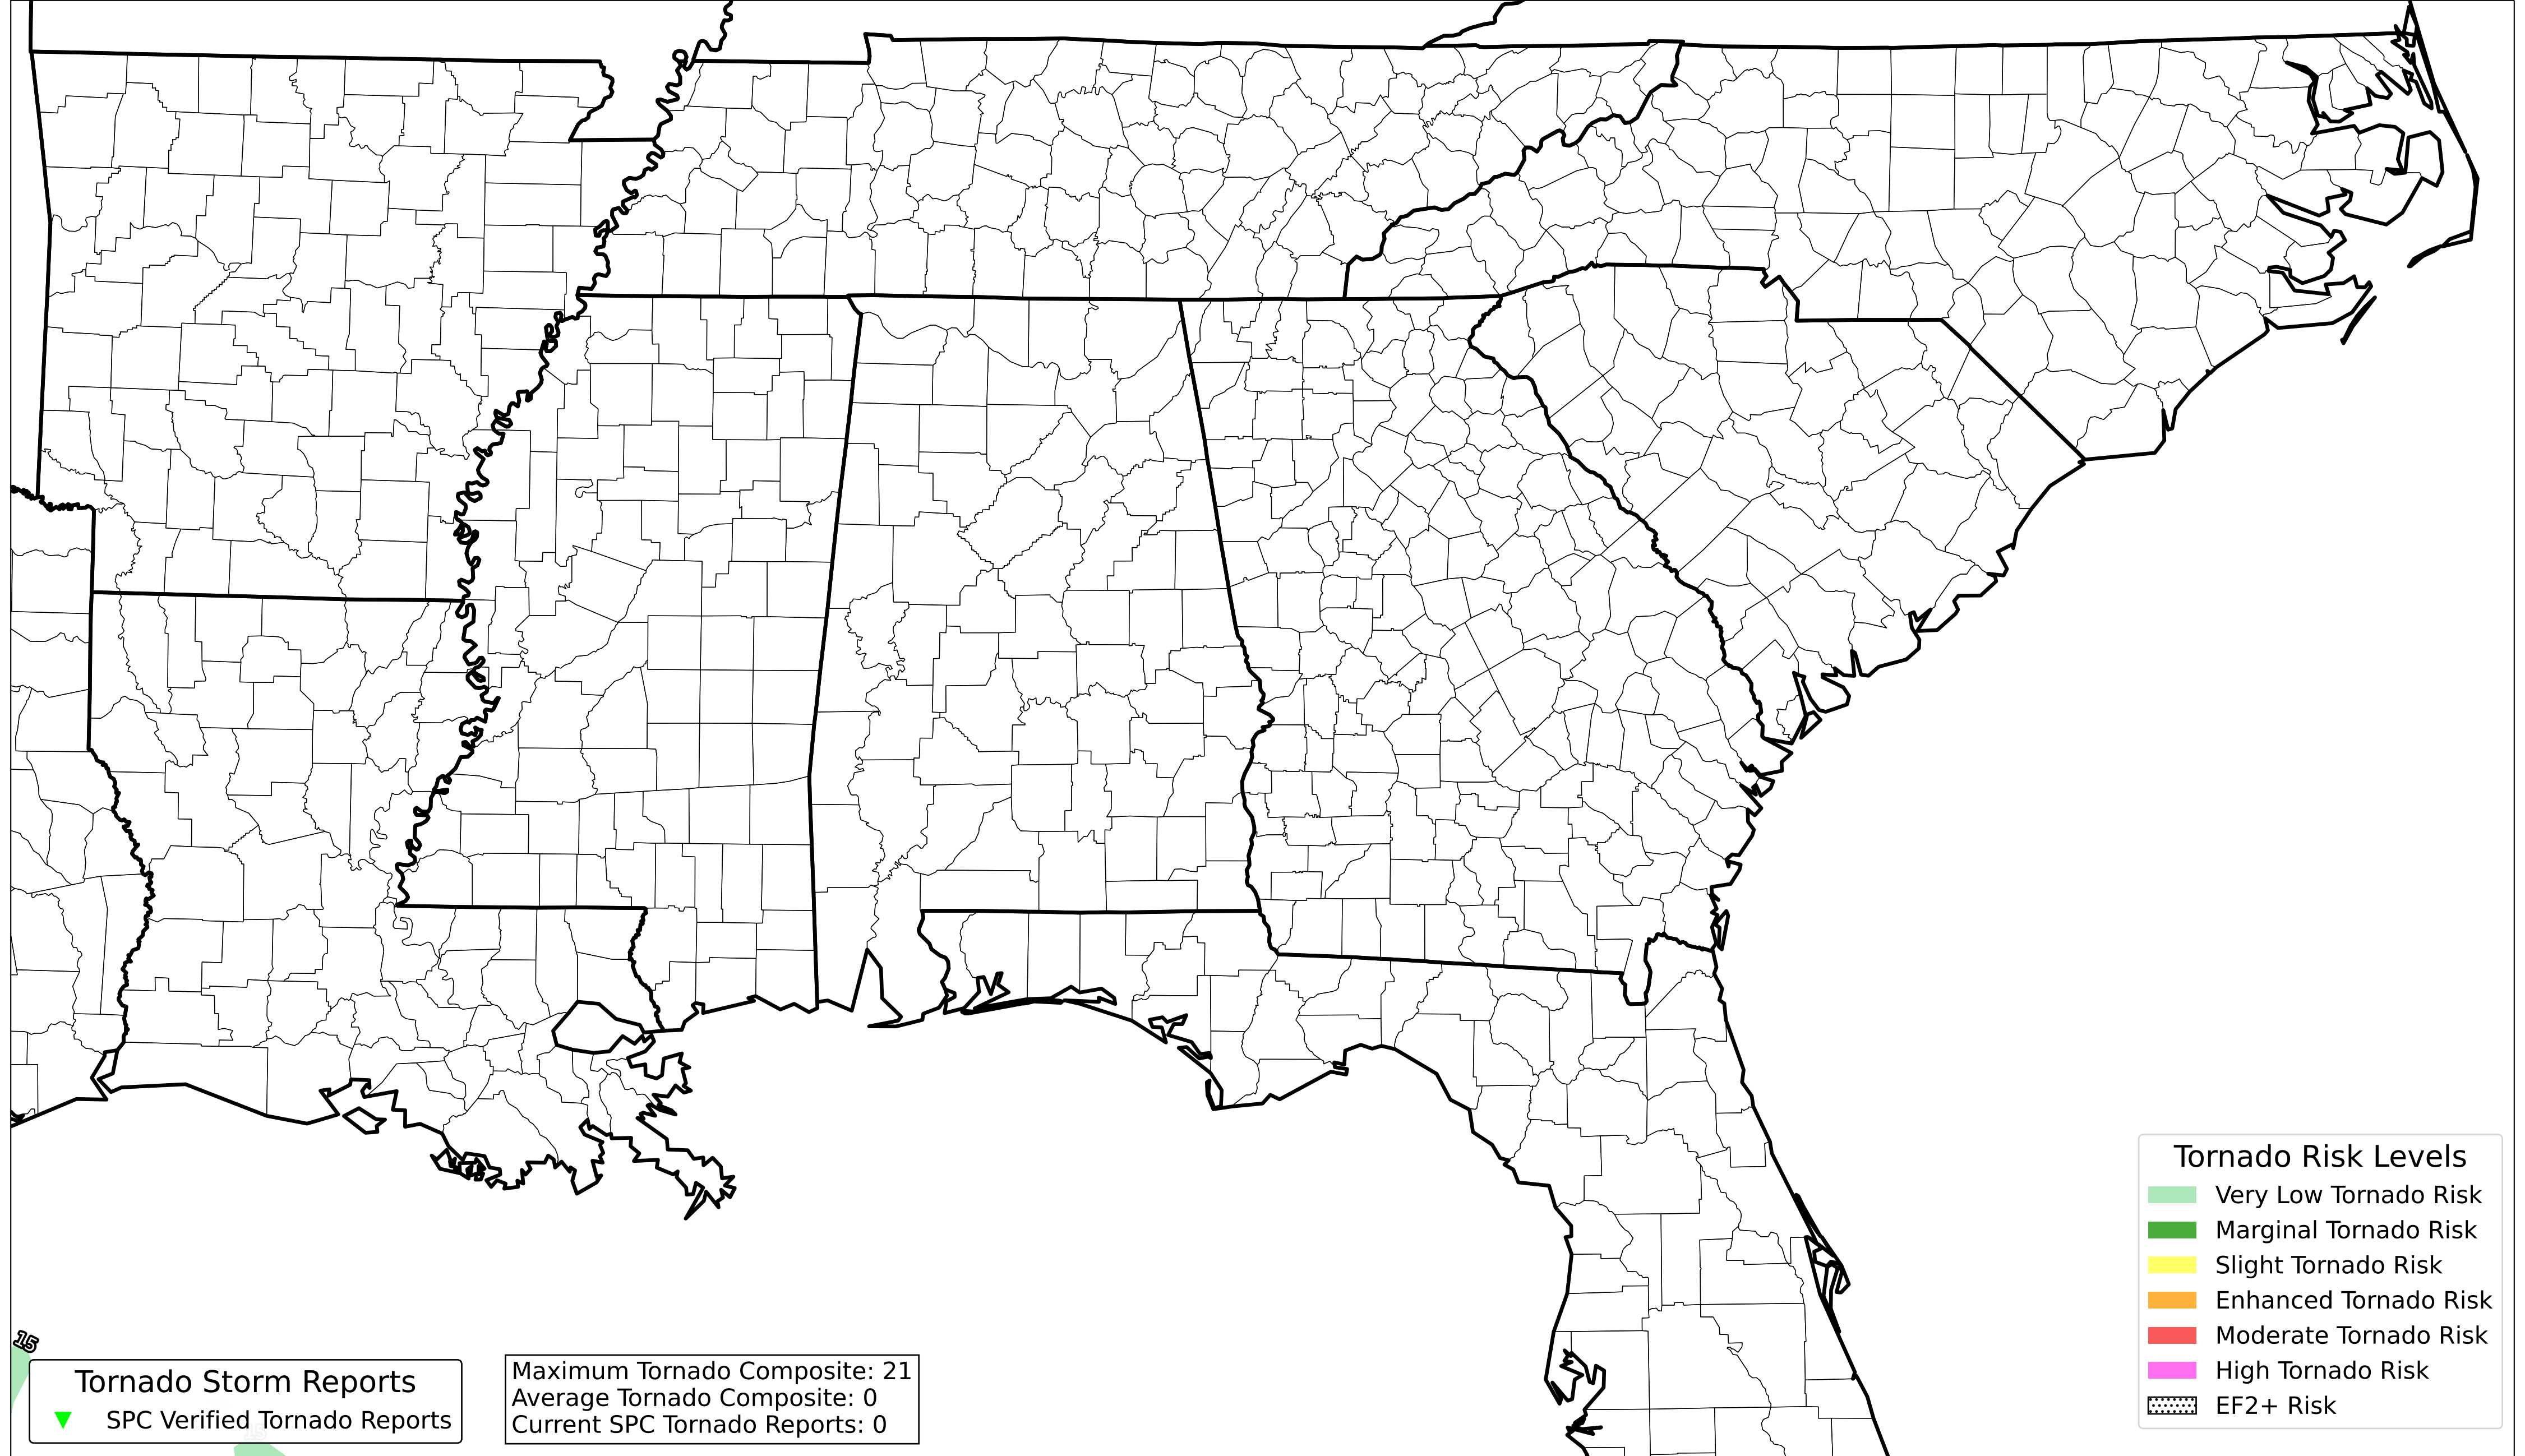 15
Tornado Storm Reports
SPC Verified Tornado Reports
15
Maximum Tornado Composite: 21
Average Tornado Composite: 0
Current SPC Tornado Reports: 0
Tornado Risk Levels
Very Low Tornado Risk
Marginal Tornado Risk
Slight Tornado Risk
Enhanced Tornado Risk
Moderate Tornado Risk
High Tornado Risk
EF2+ Risk